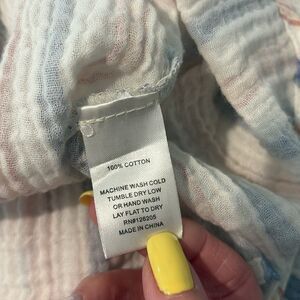 100% COTTON
MACHINE WASH COLD
TUMBLE DRY LOW
OR HAND WASH
LAY FLAT TO DRY
RN#126205
MADE IN CHINA